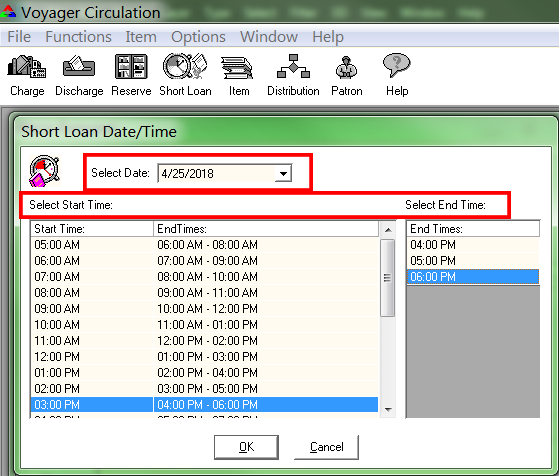 Voyager Circulation
File Functions Item Options Window Help
Charge Discharge Reserve Short Loan Item Distribution Patron Help
Short Loan Date/Time
Select Date: 4/25/2018
Select Start Time: Select End Time:
Start Time: EndTimes: End Times:
05:00 AM 06:00 AM - 08:00 AM 04:00 PM
06:00 AM 07:00 AM - 09:00 AM 05:00 PM
07:00 AM 08:00 AM - 10:00 AM 06:00 PM
08:00 AM 09:00 AM - 11:00 AM
09:00 AM 10:00 AM - 12:00 PM
10:00 AM 11:00 AM - 01:00 PM
11:00 AM 12:00 PM - 02:00 PM
12:00 PM 01:00 PM - 03:00 PM
01:00 PM 02:00 PM - 04:00 PM
02:00 PM 03:00 PM - 05:00 PM
03:00 PM 04:00 PM - 06:00 PM
OK Cancel